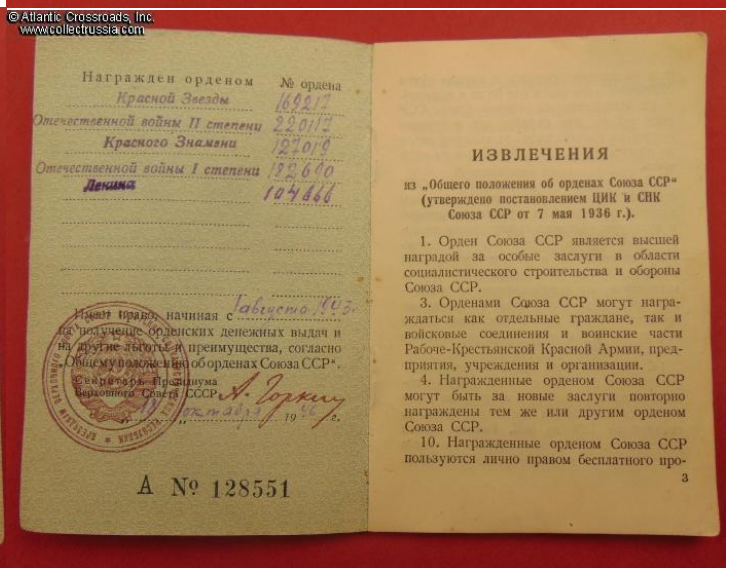 © Atlantic Crossroads, Inc.
www.collectrussia.com
Награжден орденом № ордена
Красной Звезды 169217
Отечественной войны II степени 220117
Красного Знамени 127019
Отечественной войны I степени 182690
Ленина 104666
Имеет право, начиная с 1 августа 1943 г.
на получение орденских денежных выдач и
на другие льготы и преимущества, согласно
„Общему положению об орденах Союза ССР“.
Секретарь Президиума
Верховного Совета СССР А. Горкин
октября 1946 г.
А № 128551
ИЗВЛЕЧЕНИЯ
из „Общего положения об орденах Союза ССР“
(утверждено постановлением ЦИК и СНК
Союза ССР от 7 мая 1936 г.).
1. Орден Союза ССР является высшей
наградой за особые заслуги в области
социалистического строительства и обороны
Союза ССР.
3. Орденами Союза ССР могут награ-
ждаться как отдельные граждане, так и
войсковые соединения и воинские части
Рабоче-Крестьянской Красной Армии, пред-
приятия, учреждения и организации.
4. Награжденные орденом Союза ССР
могут быть за новые заслуги повторно
награждены тем же или другим орденом
Союза ССР.
10. Награжденные орденом Союза ССР
пользуются лично правом бесплатного про-
3